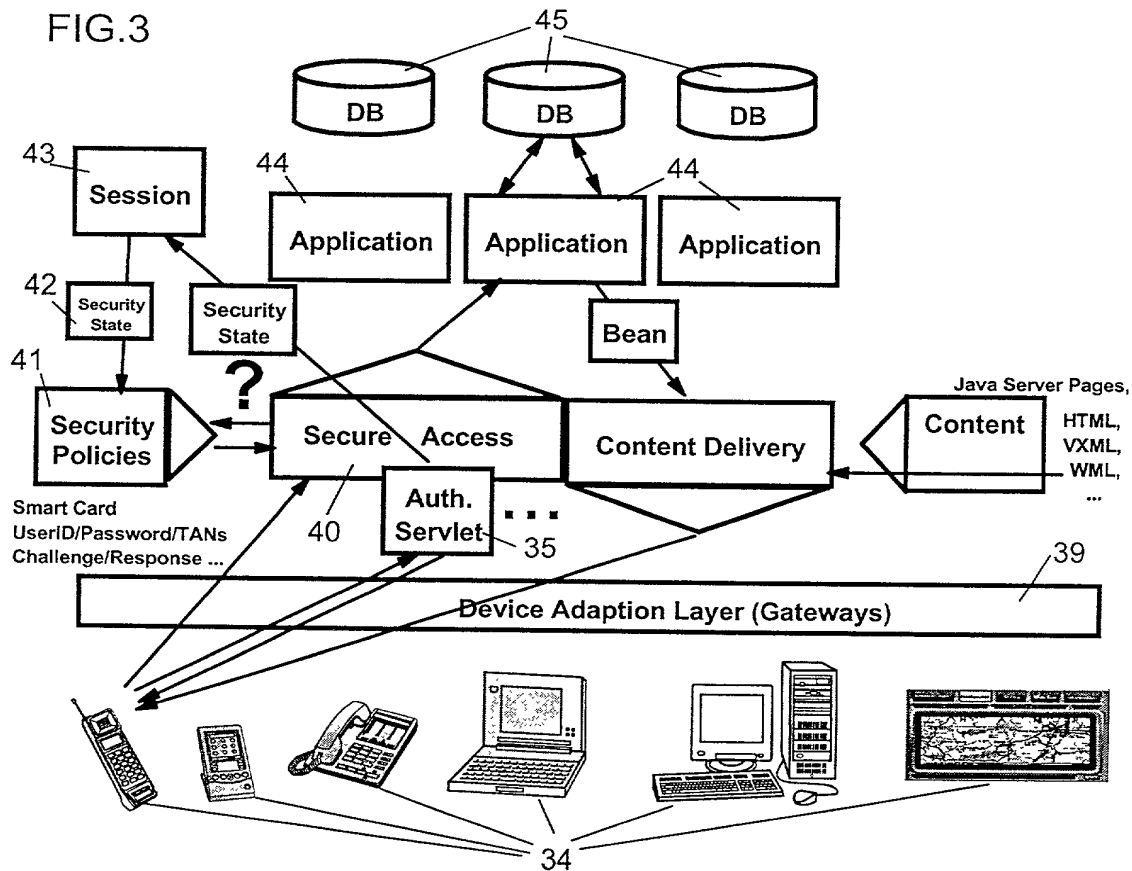 FIG.3
45
DB
DB
DB
43
Session
44
Application
44
Application
Application
42
Security
State
Security
State
Bean
41
Security
Policies
?
Secure Access
Content Delivery
Java Server Pages,
Content
HTML,
VXML,
WML,
...
Smart Card
UserID/Password/TANs
Challenge/Response ...
40
Auth.
Servlet
...
35
39
Device Adaption Layer (Gateways)
34